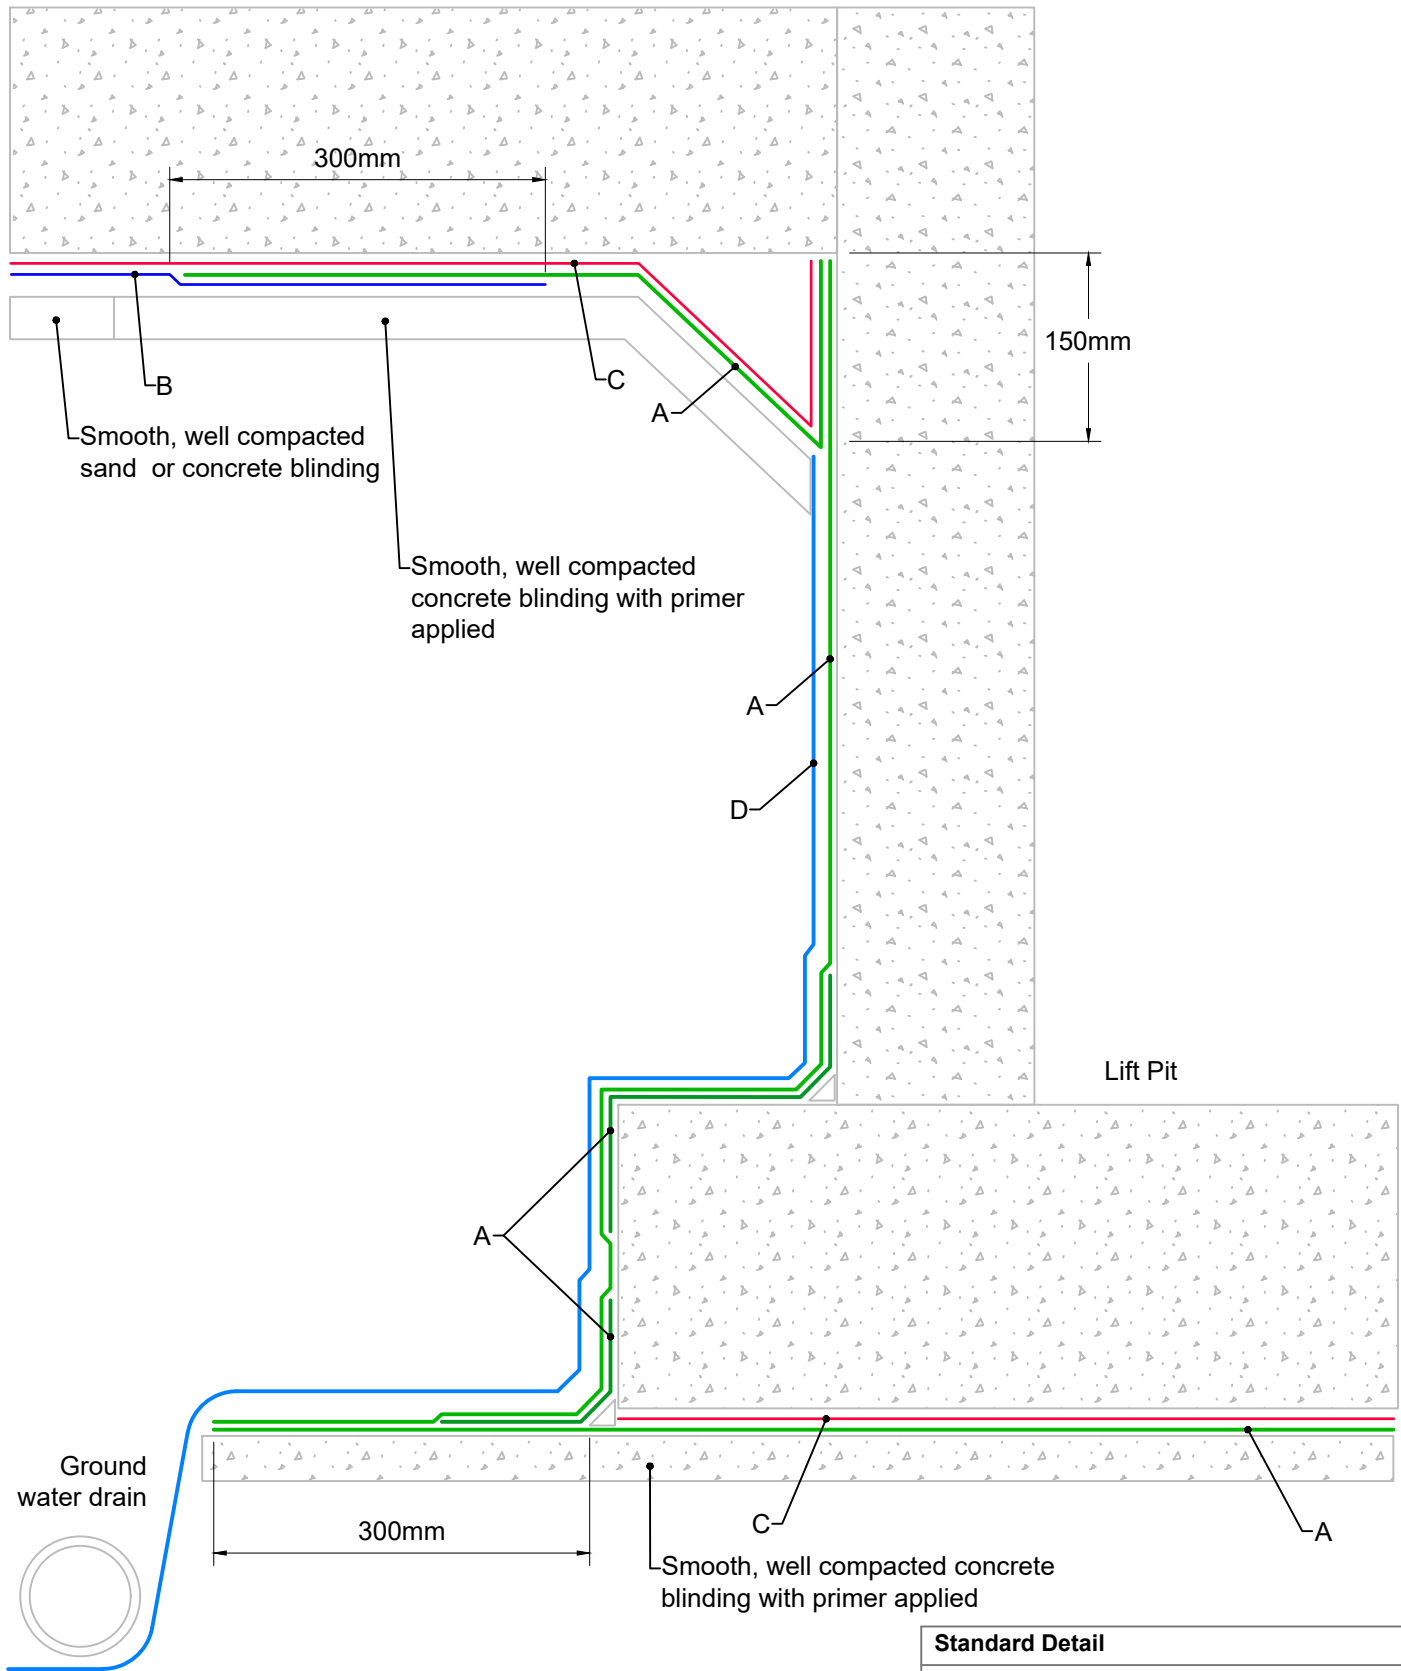 300mm
150mm
B
C
A
Smooth, well compacted
sand  or concrete blinding
Smooth, well compacted
concrete blinding with primer
applied
A
D
Lift Pit
A
Ground
water drain
300mm
C
A
Smooth, well compacted concrete
blinding with primer applied
Standard Detail